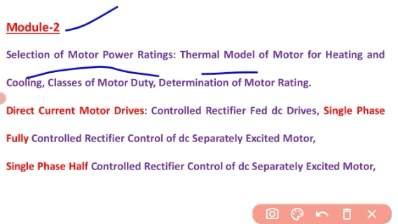 Module-2
Selection of Motor Power Ratings: Thermal Model of Motor for Heating and
Cooling, Classes of Motor Duty, Determination of Motor Rating.
Direct Current Motor Drives: Controlled Rectifier Fed dc Drives, Single Phase
Fully Controlled Rectifier Control of dc Separately Excited Motor,
Single Phase Half Controlled Rectifier Control of dc Separately Excited Motor,